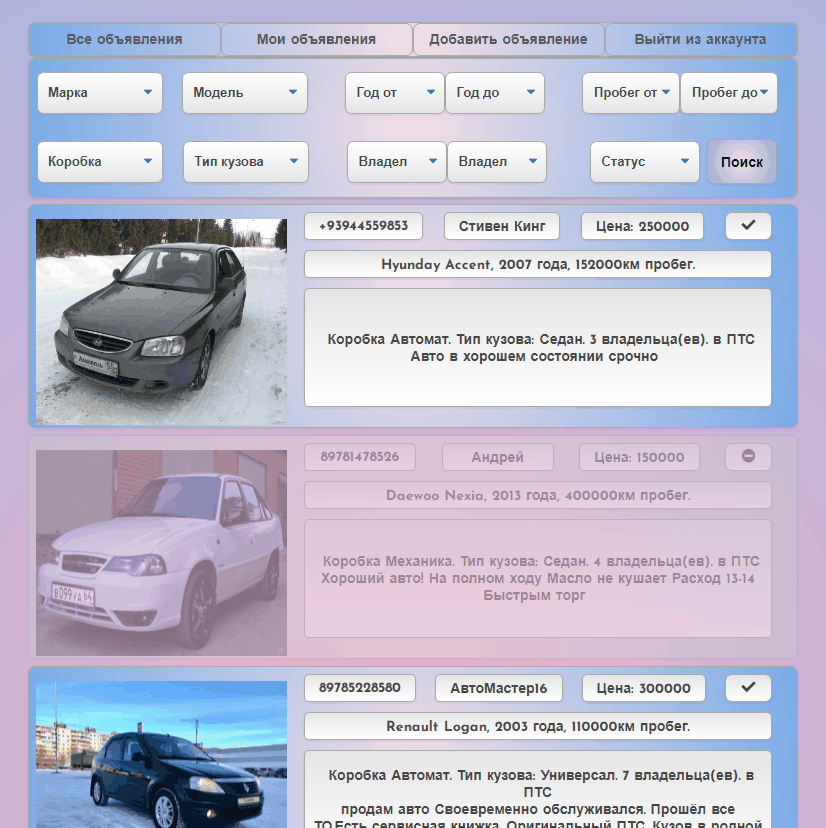 Все объявления Мои объявления Добавить объявление Выйти из аккаунта
Марка Модель Год от Год до Пробег от Пробег до
Коробка Тип кузова Владел Владел Статус Поиск
+93944559853 Стивен Кинг Цена: 250000
Hyunday Accent, 2007 года, 152000км пробег.
Коробка Автомат. Тип кузова: Седан. 3 владельца(ев). в ПТС
Авто в хорошем состоянии срочно
89781478526 Андрей Цена: 150000
Daewoo Nexia, 2013 года, 400000км пробег.
Коробка Механика. Тип кузова: Седан. 4 владельца(ев). в ПТС
Хороший авто! На полном ходу Масло не кушает Расход 13-14
Быстрым торг
В099УА64
89785228580 АвтоМастер16 Цена: 300000
Renault Logan, 2003 года, 110000км пробег.
Коробка Автомат. Тип кузова: Универсал. 7 владельца(ев). в
ПТС
продам авто Своевременно обслуживался. Прошёл все
ТО.Есть сервисная книжка. Оригинальный ПТС. Кузов в родной